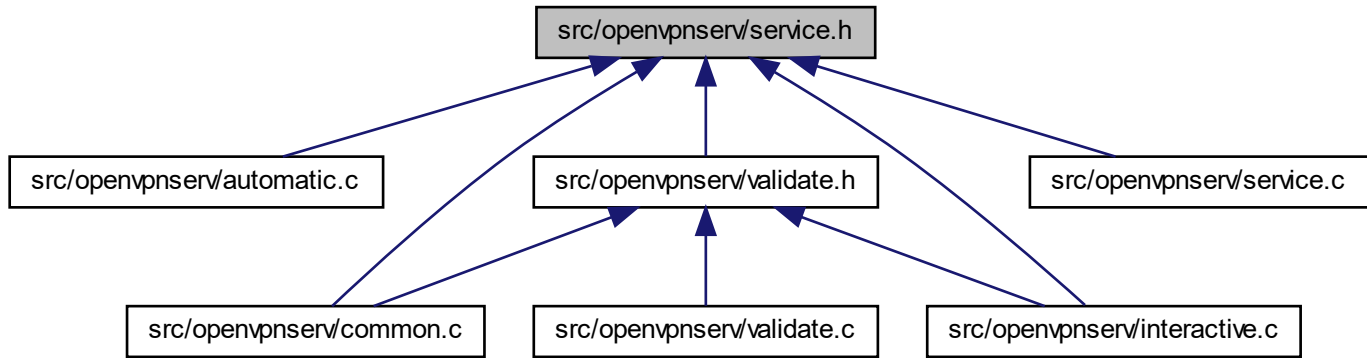 src/openvpnserv/service.h
src/openvpnserv/automatic.c
src/openvpnserv/validate.h
src/openvpnserv/service.c
src/openvpnserv/common.c
src/openvpnserv/validate.c
src/openvpnserv/interactive.c